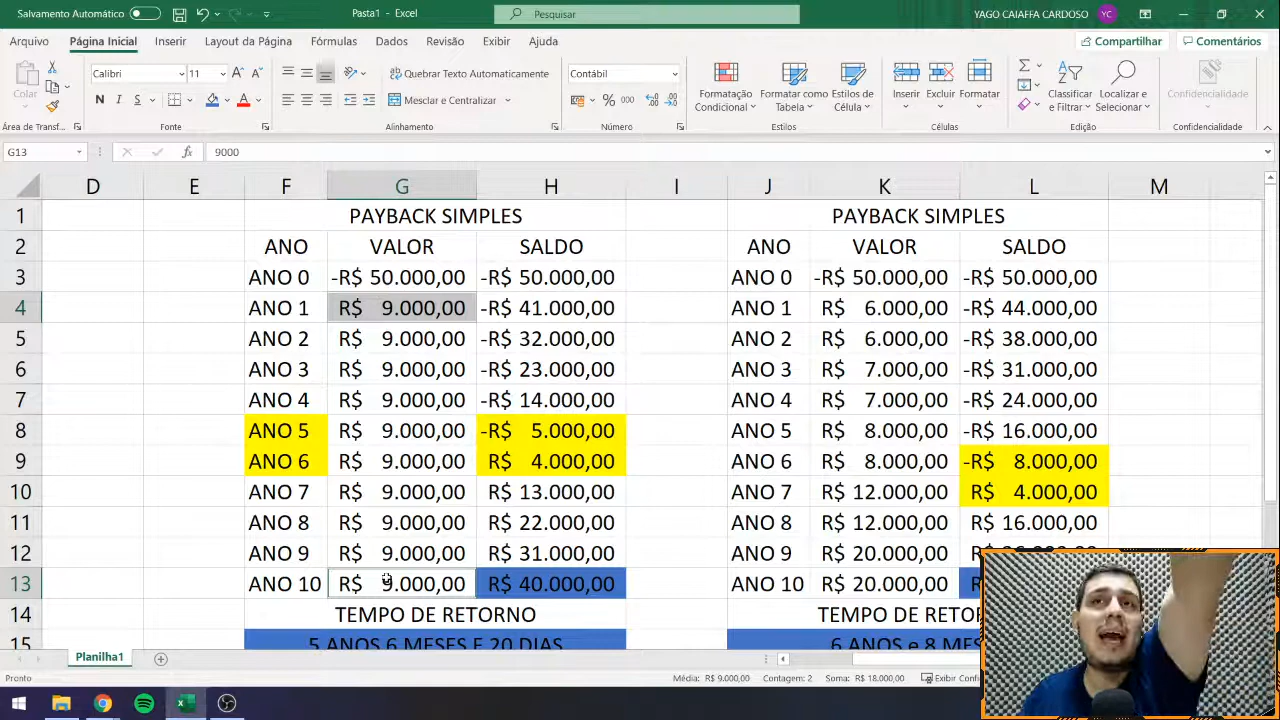 Salvamento Automático
Pasta1 - Excel
Pesquisar
YAGO CAIAFFA CARDOSO
YC
Arquivo
Página Inicial
Inserir
Layout da Página
Fórmulas
Dados
Revisão
Exibir
Ajuda
Compartilhar
Comentários
Colar
Calibri
11
N I S
Quebrar Texto Automaticamente
Mesclar e Centralizar
Contábil
% 000
Formatação Condicional
Formatar como Tabela
Estilos de Célula
Inserir
Excluir
Formatar
Classificar e Filtrar
Localizar e Selecionar
Confidencialidade
Área de Transf...
Fonte
Alinhamento
Número
Estilos
Células
Edição
Confidencialidade
G13
fx
9000
D E F G H I J K L M
1 PAYBACK SIMPLES PAYBACK SIMPLES
2 ANO VALOR SALDO ANO VALOR SALDO
3 ANO 0 -R$ 50.000,00 -R$ 50.000,00 ANO 0 -R$ 50.000,00 -R$ 50.000,00
4 ANO 1 R$ 9.000,00 -R$ 41.000,00 ANO 1 R$ 6.000,00 -R$ 44.000,00
5 ANO 2 R$ 9.000,00 -R$ 32.000,00 ANO 2 R$ 6.000,00 -R$ 38.000,00
6 ANO 3 R$ 9.000,00 -R$ 23.000,00 ANO 3 R$ 7.000,00 -R$ 31.000,00
7 ANO 4 R$ 9.000,00 -R$ 14.000,00 ANO 4 R$ 7.000,00 -R$ 24.000,00
8 ANO 5 R$ 9.000,00 -R$ 5.000,00 ANO 5 R$ 8.000,00 -R$ 16.000,00
9 ANO 6 R$ 9.000,00 R$ 4.000,00 ANO 6 R$ 8.000,00 -R$ 8.000,00
10 ANO 7 R$ 9.000,00 R$ 13.000,00 ANO 7 R$ 12.000,00 R$ 4.000,00
11 ANO 8 R$ 9.000,00 R$ 22.000,00 ANO 8 R$ 12.000,00 R$ 16.000,00
12 ANO 9 R$ 9.000,00 R$ 31.000,00 ANO 9 R$ 20.000,00
13 ANO 10 R$ 9.000,00 R$ 40.000,00 ANO 10 R$ 20.000,00
14 TEMPO DE RETORNO TEMPO DE
15 5 ANOS 6 MESES E 20 DIAS 6 ANOS e 8
Planilha1
Pronto
Média: R$ 9.000,00
Contagem: 2
Soma: R$ 18.000,00
Exibir